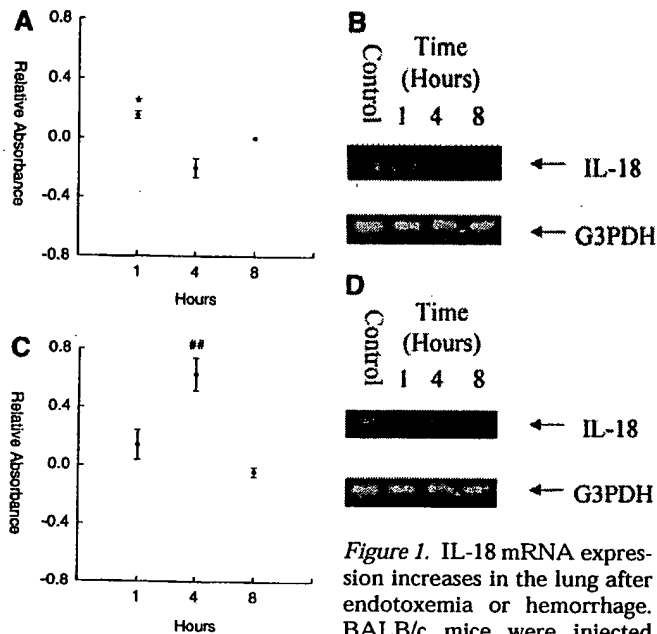 A
0.8
0.4
0.0
-0.4
-0.8
Relative Absorbance
*
1 4 8
Hours
B
Control
Time
(Hours)
1 4 8
← IL-18
← G3PDH
C
0.8
0.4
0.0
-0.4
-0.8
Relative Absorbance
##
1 4 8
Hours
D
Control
Time
(Hours)
1 4 8
← IL-18
← G3PDH
Figure 1. IL-18 mRNA expres-
sion increases in the lung after
endotoxemia or hemorrhage.
BALB/c mice were injected